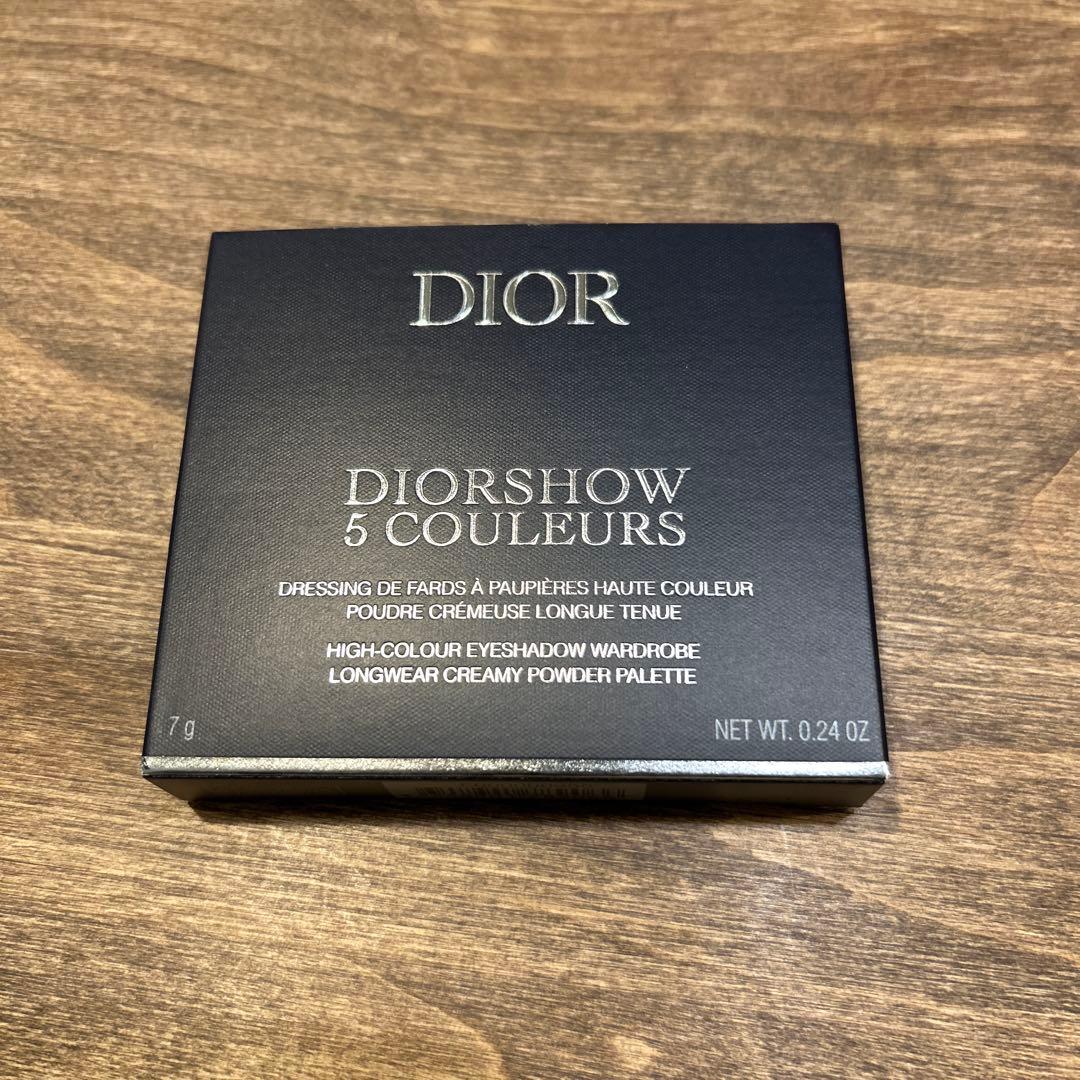 DIOR
DIORSHOW
5 COULEURS
DRESSING DE FARDS À PAUPIÈRES HAUTE COULEUR
POUDRE CRÉMEUSE LONGUE TENUE
HIGH-COLOUR EYESHADOW WARDROBE
LONGWEAR CREAMY POWDER PALETTE
7 g
NET WT. 0.24 OZ